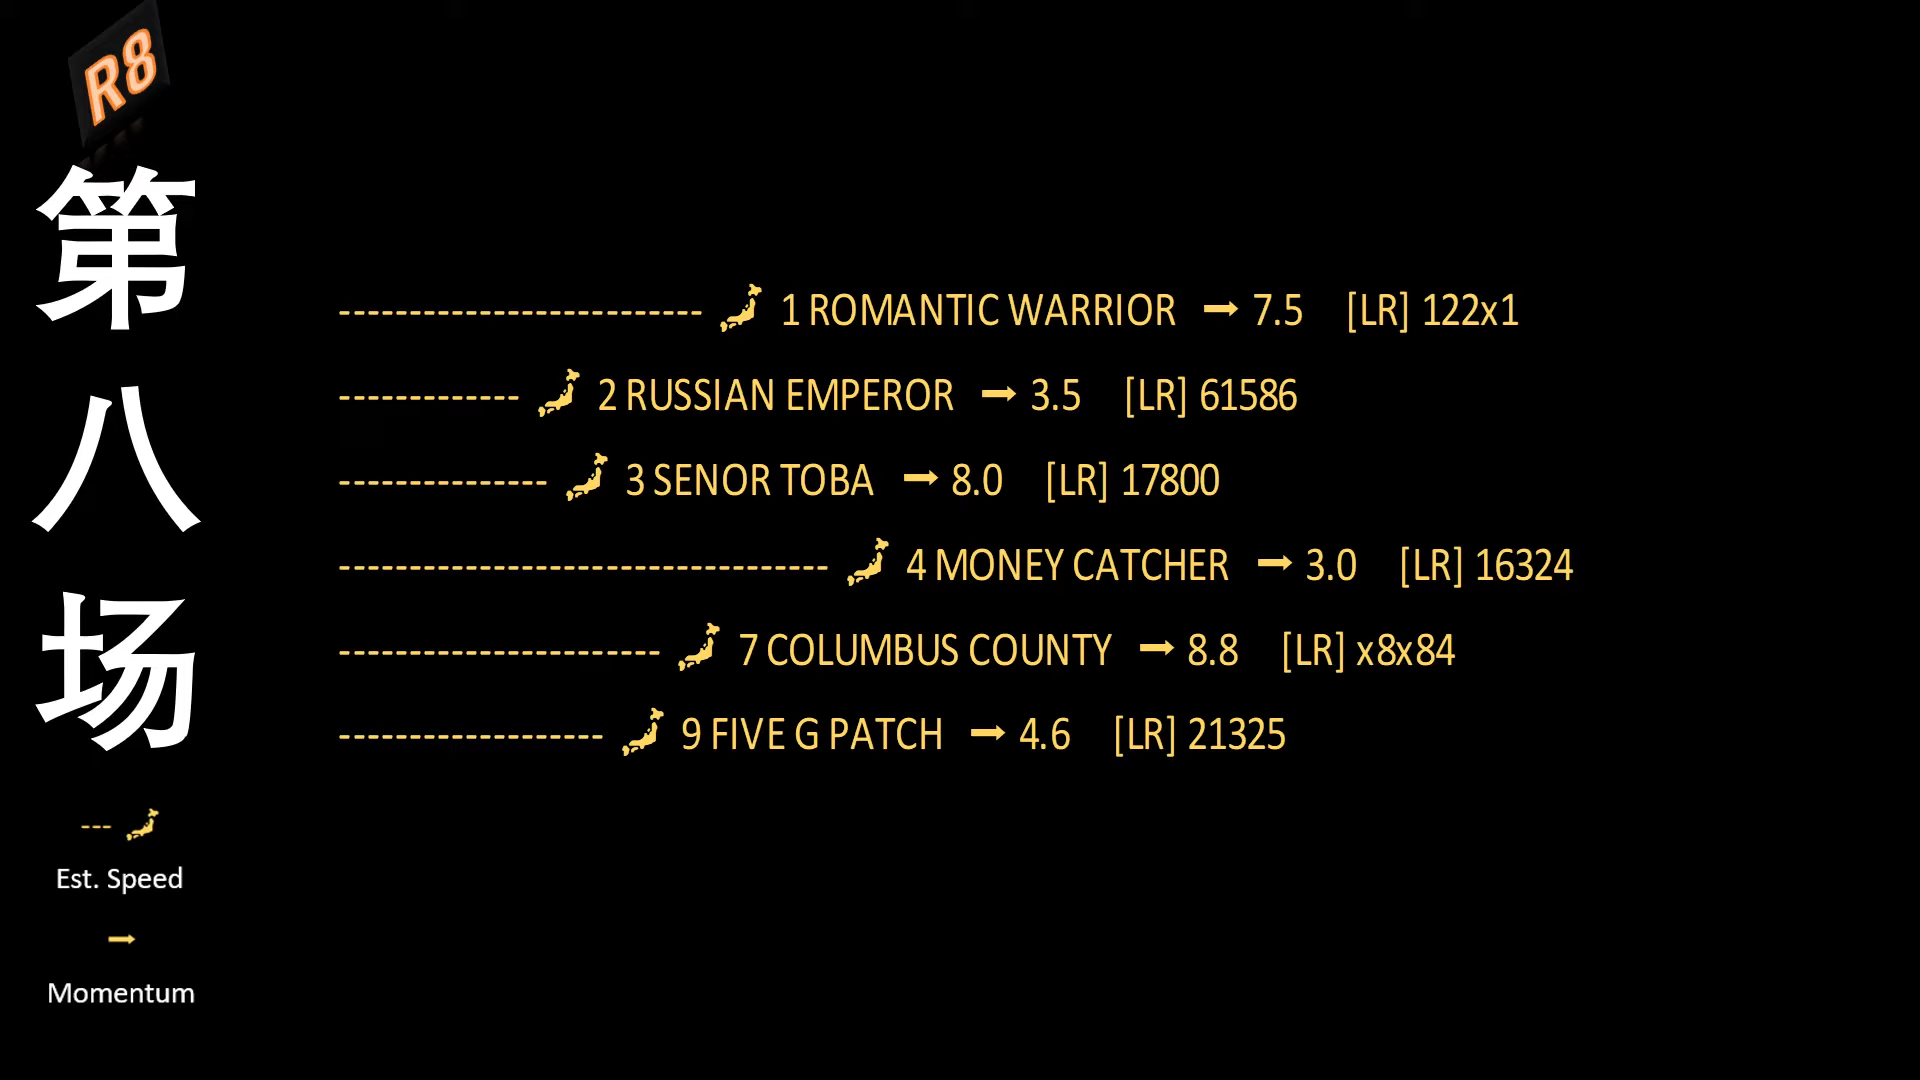 R8
第
八
场
-------------------------- 1 ROMANTIC WARRIOR ➡ 7.5 [LR] 122x1
------------- 2 RUSSIAN EMPEROR ➡ 3.5 [LR] 61586
--------------- 3 SENOR TOBA ➡ 8.0 [LR] 17800
----------------------------------- 4 MONEY CATCHER ➡ 3.0 [LR] 16324
----------------------- 7 COLUMBUS COUNTY ➡ 8.8 [LR] x8x84
------------------- 9 FIVE G PATCH ➡ 4.6 [LR] 21325
---
Est. Speed
➡
Momentum